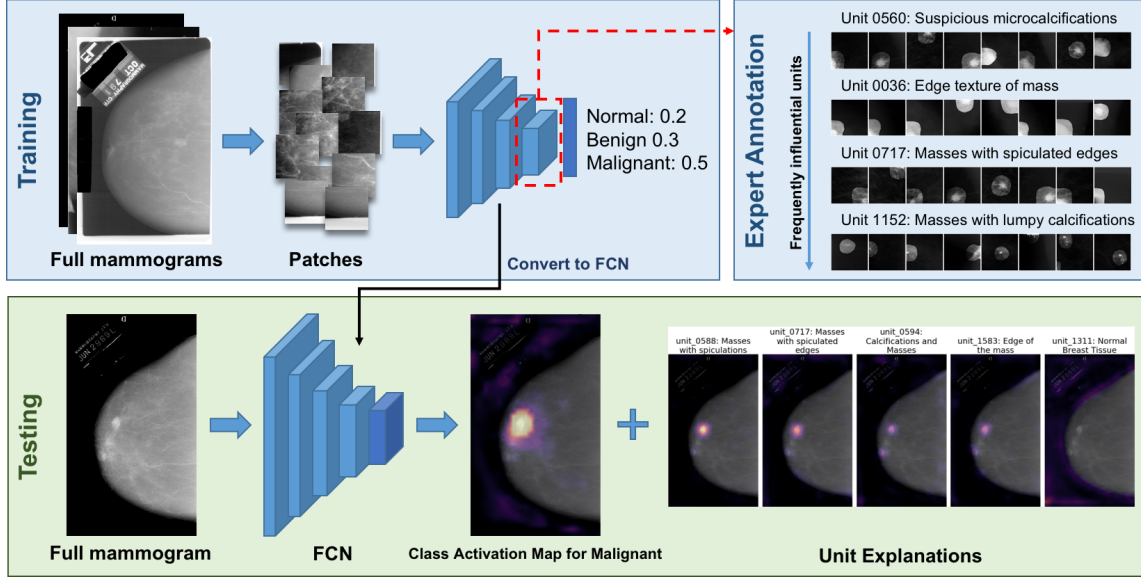 Training
MAMMOGRAPHY
OCT 79
Full mammograms
Patches
Normal: 0.2
Benign 0.3
Malignant: 0.5
Convert to FCN
Expert Annotation
Frequently influential units
Unit 0560: Suspicious microcalcifications
Unit 0036: Edge texture of mass
Unit 0717: Masses with spiculated edges
Unit 1152: Masses with lumpy calcifications
Testing
Full mammogram
FCN
Class Activation Map for Malignant
unit_0588: Masses
with spiculations
unit_0717: Masses
with spiculated
edges
unit_0594:
Calcifications and
Masses
unit_1583: Edge of
the mass
unit_1311: Normal
Breast Tissue
Unit Explanations